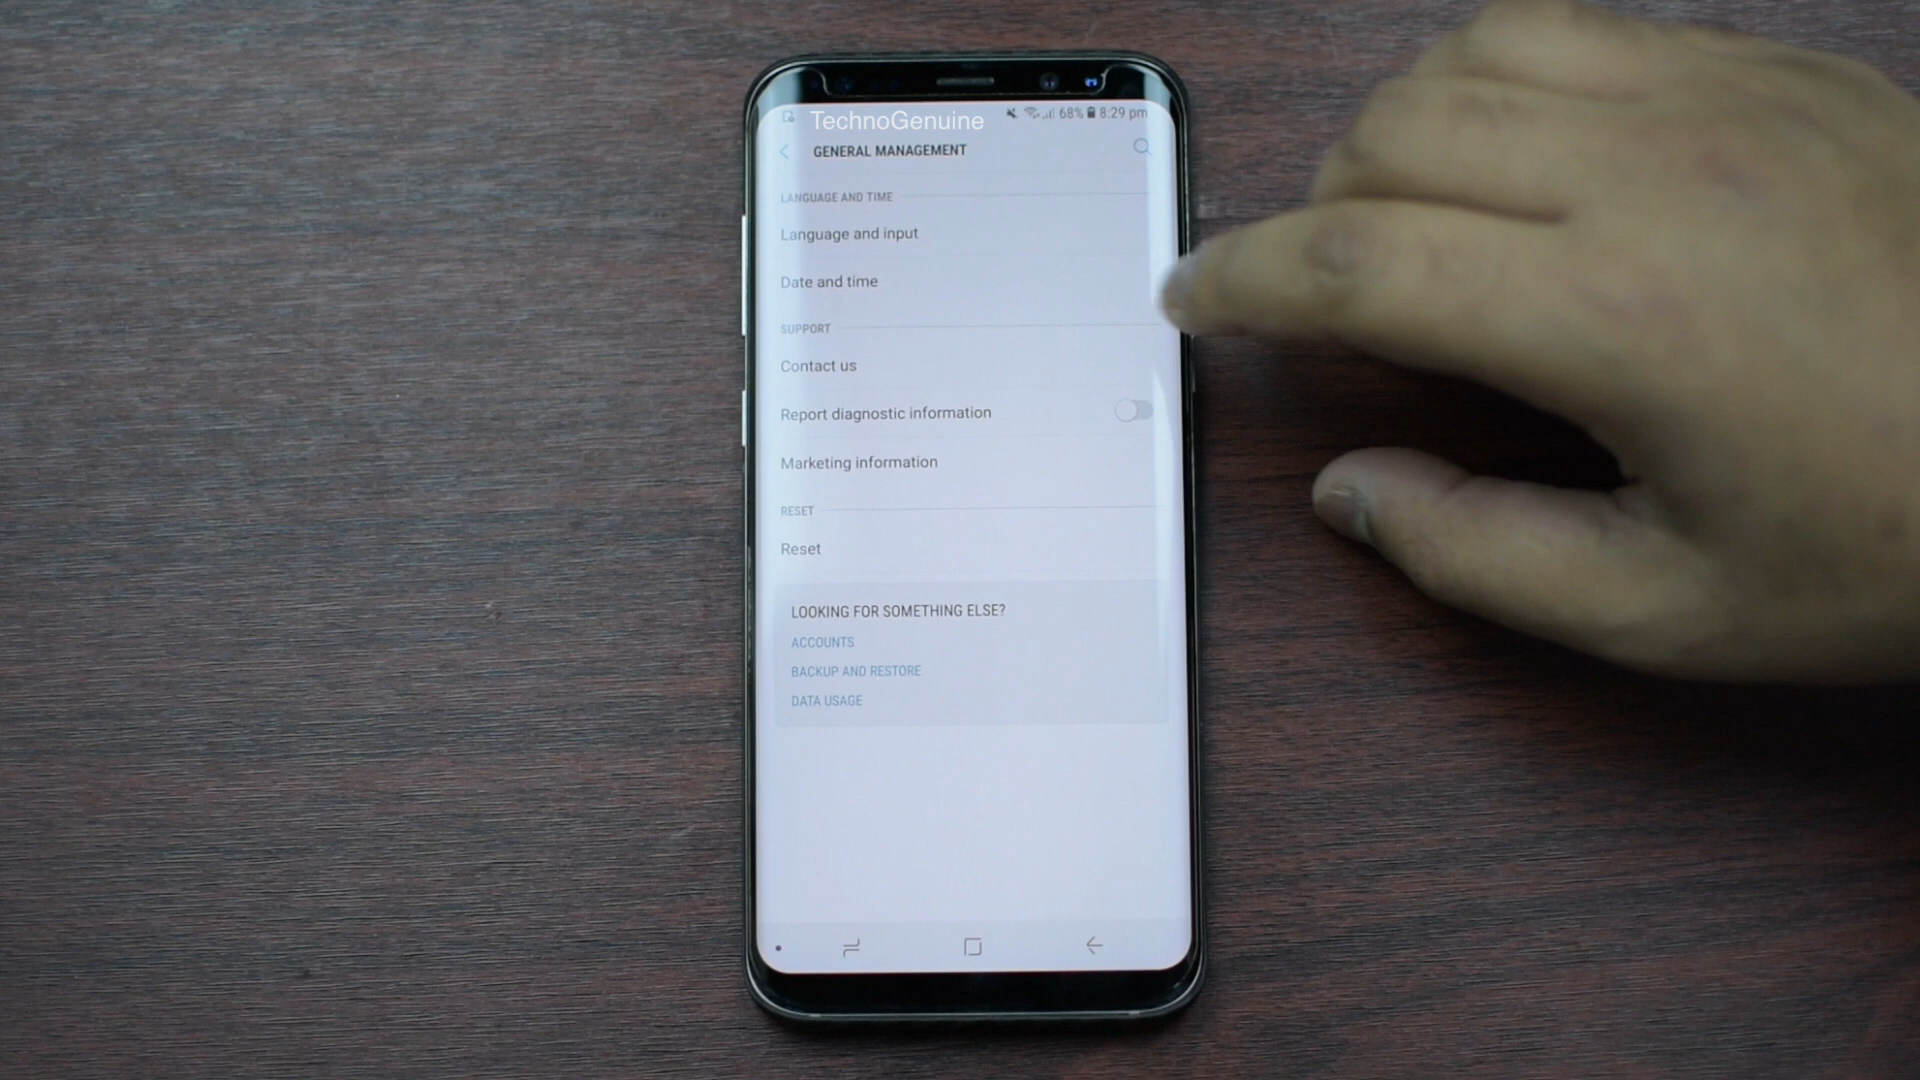 TechnoGenuine
68% 8:29 pm
GENERAL MANAGEMENT
LANGUAGE AND TIME
Language and input
Date and time
SUPPORT
Contact us
Report diagnostic information
Marketing information
RESET
Reset
LOOKING FOR SOMETHING ELSE?
ACCOUNTS
BACKUP AND RESTORE
DATA USAGE